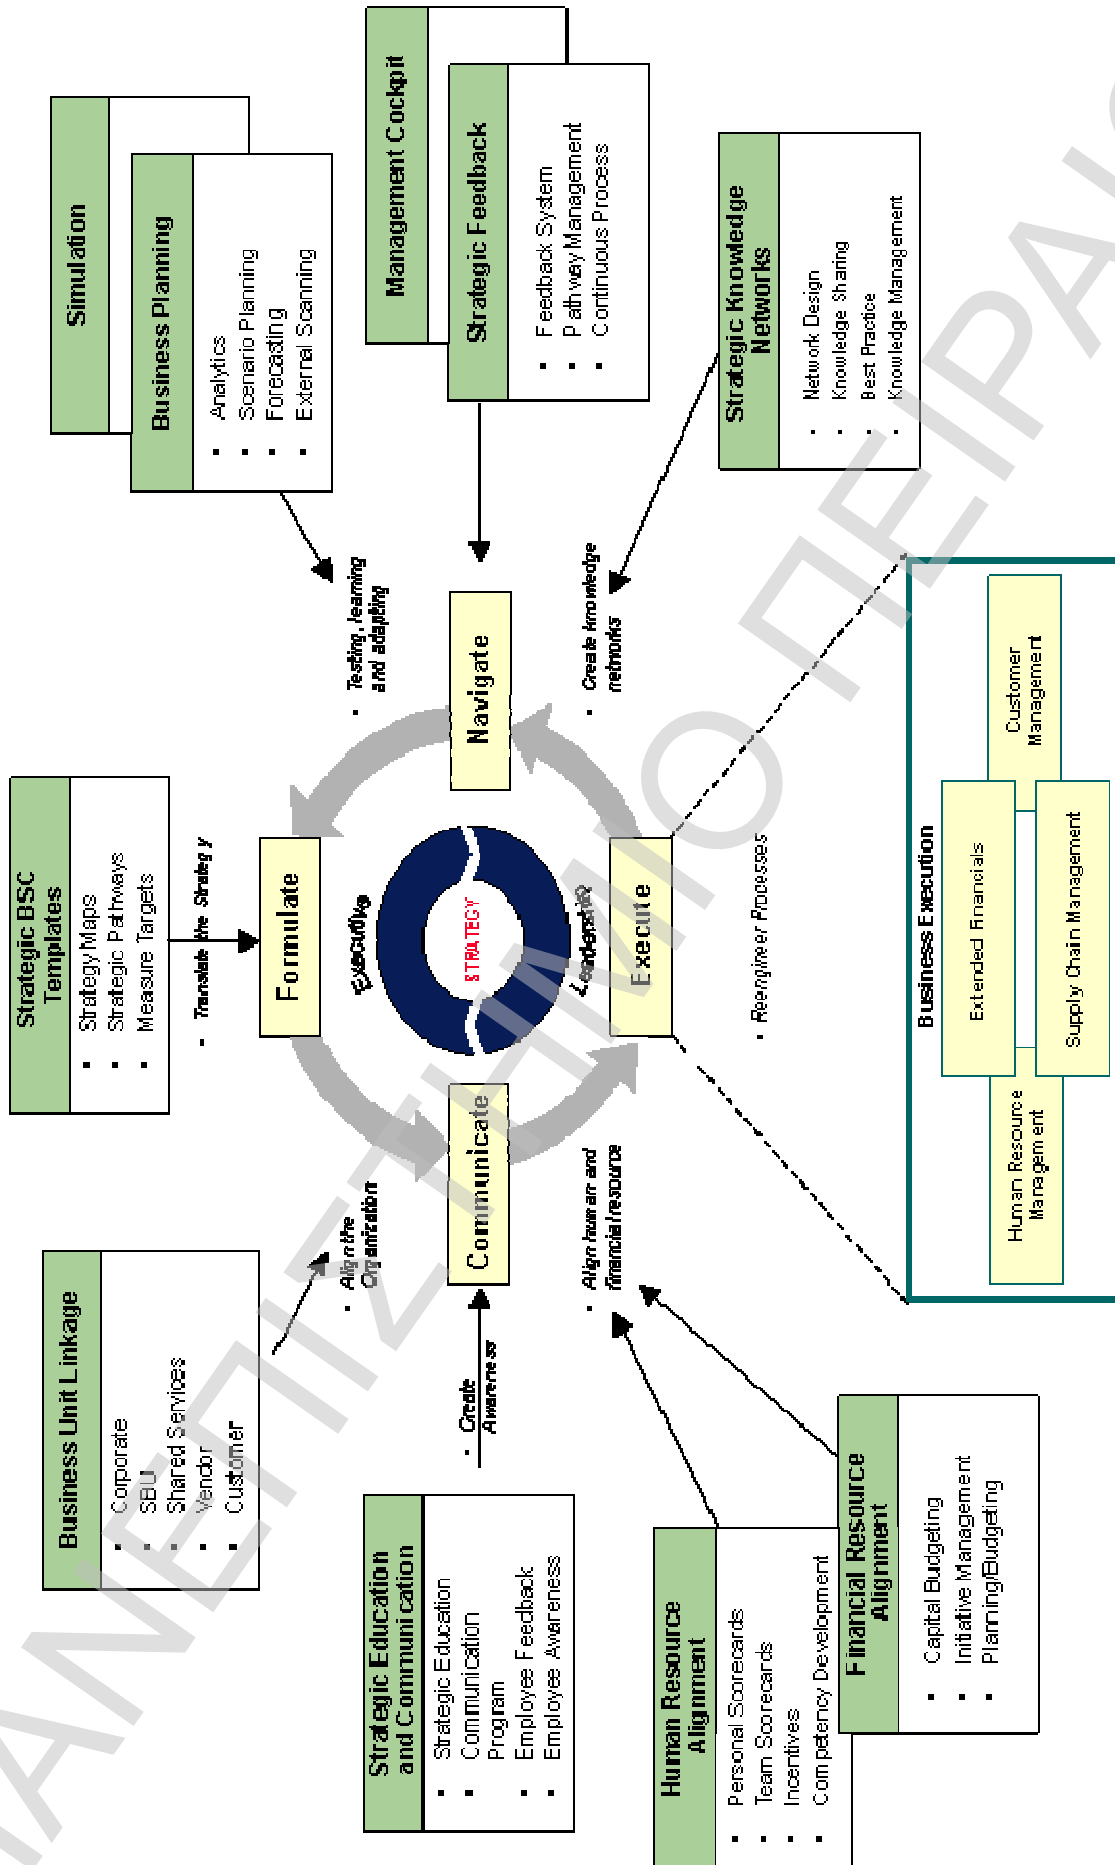 Business Unit Linkage
Corporate
SBU
Shared Services
Vendor
Customer
Strategic BSC
Templates
Strategy Maps
Strategic Pathways
Measure Targets
Simulation
Business Planning
Analytics
Scenario Planning
Forecasting
External Scanning
Align the
Organization
Translate the Strategy
Testing, learning
and adapting
Strategic Education
and Communication
Strategic Education
Communication
Program
Employee Feedback
Employee Awareness
Create
Awareness
Formulate
Communicate
Executive
STRATEGY
Leadership
Navigate
Execute
Management Cockpit
Strategic Feedback
Feedback System
Pathway Management
Continuous Process
Align human and
financial resource
Create knowledge
networks
Reengineer Processes
Human Resource
Alignment
Personal Scorecards
Team Scorecards
Incentives
Competency Development
Financial Resource
Alignment
Capital Budgeting
Initiative Management
Planning/Budgeting
Strategic Knowledge
Networks
Network Design
Knowledge Sharing
Best Practice
Knowledge Management
Business Execution
Human Resource
Management
Extended Financials
Supply Chain Management
Customer
Management
ΠΑΝΕΠΙΣΤΗΜΙΟ ΠΕΙΡΑΙΩΣ